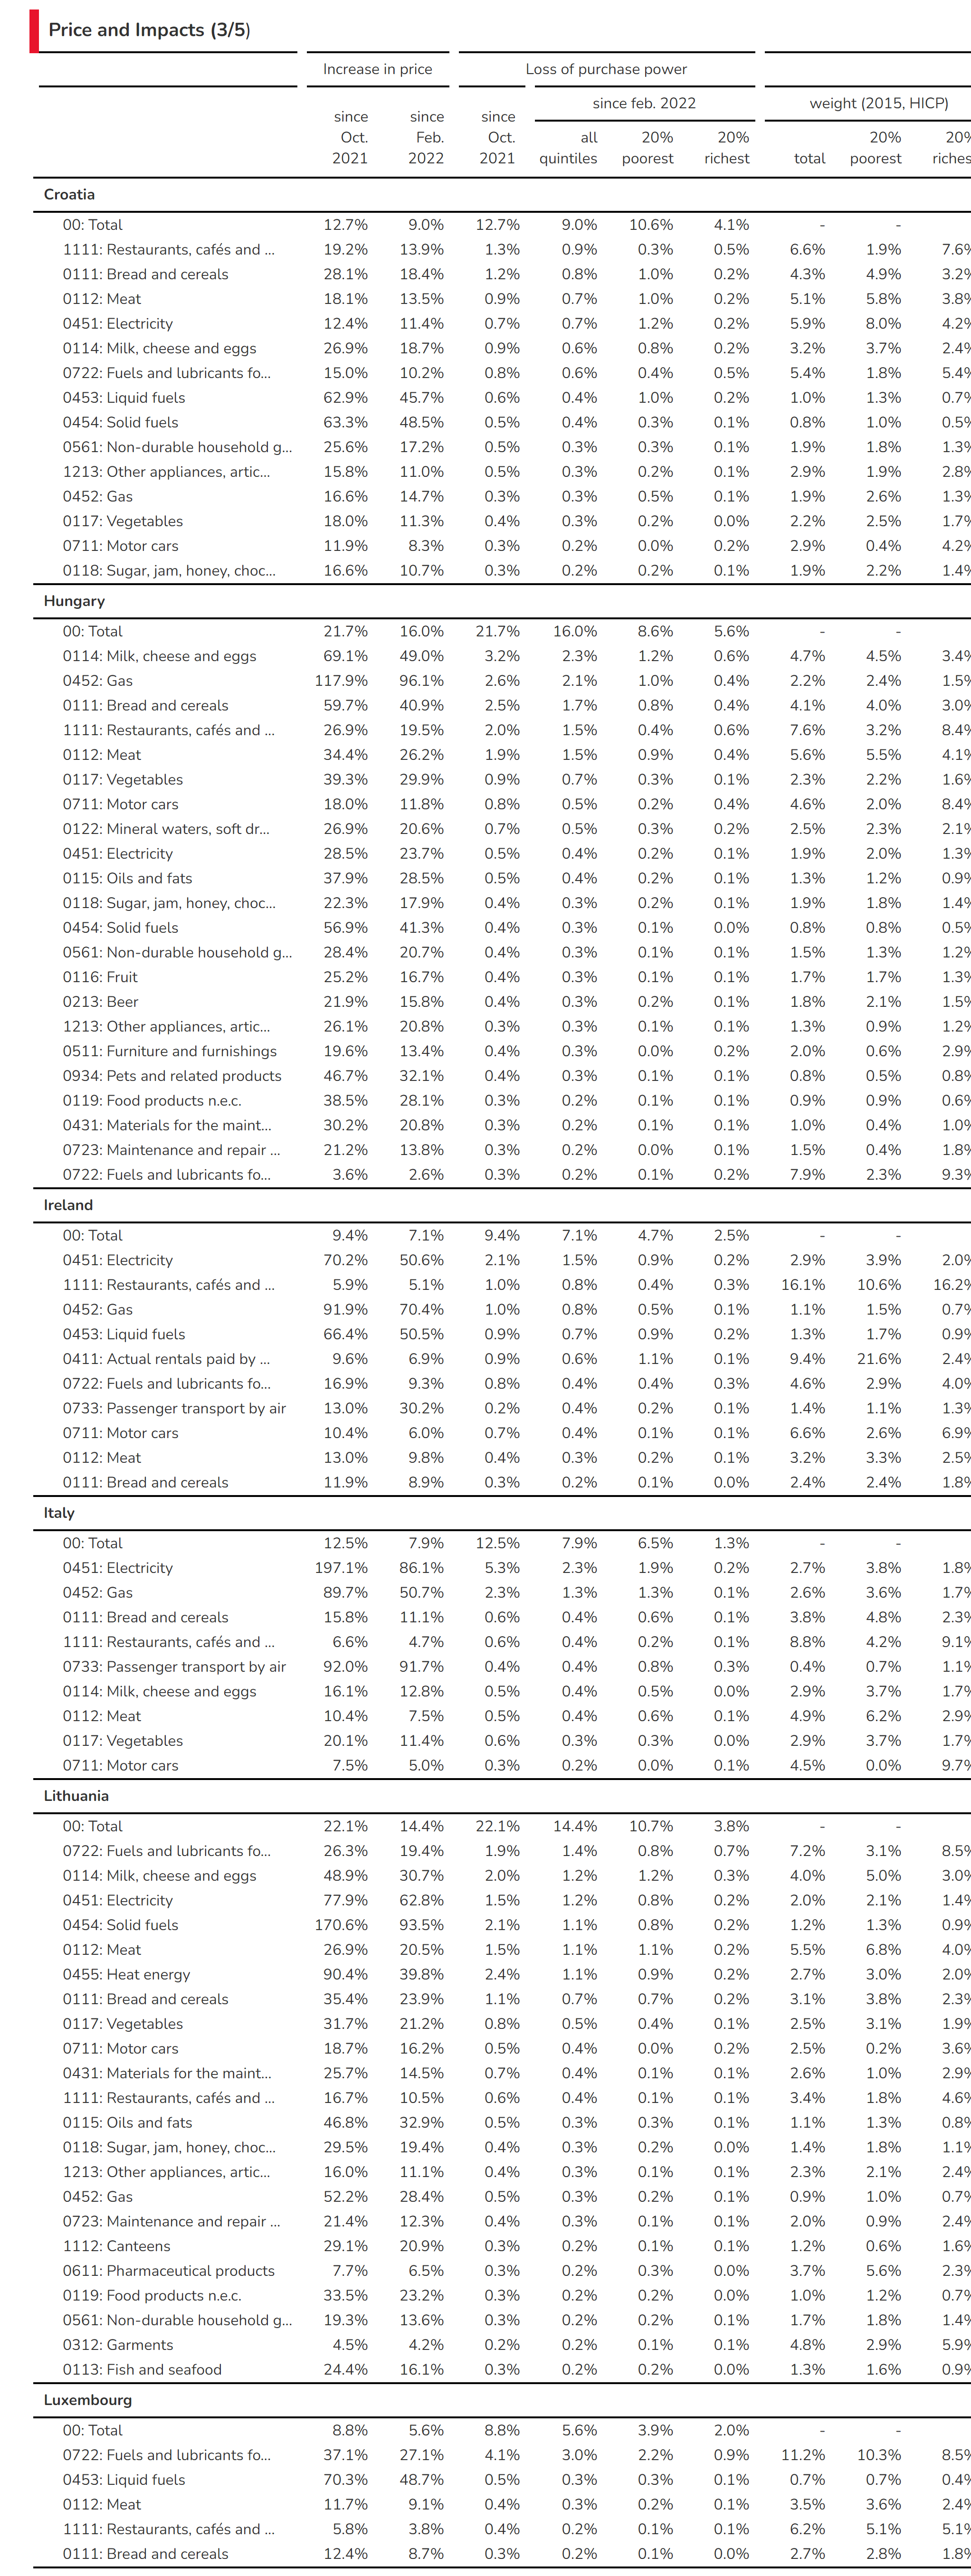 Price and Impacts (3/5)
Increase in price Loss of purchase power
since feb. 2022 weight (2015, HICP)
since since since
Oct. Feb. Oct. all 20% 20% 20% 20%
2021 2022 2021 quintiles poorest richest total poorest riches
Croatia
00: Total 12.7% 9.0% 12.7% 9.0% 10.6% 4.1% - -
1111: Restaurants, cafés and ... 19.2% 13.9% 1.3% 0.9% 0.3% 0.5% 6.6% 1.9% 7.6%
0111: Bread and cereals 28.1% 18.4% 1.2% 0.8% 1.0% 0.2% 4.3% 4.9% 3.2%
0112: Meat 18.1% 13.5% 0.9% 0.7% 1.0% 0.2% 5.1% 5.8% 3.8%
0451: Electricity 12.4% 11.4% 0.7% 0.7% 1.2% 0.2% 5.9% 8.0% 4.2%
0114: Milk, cheese and eggs 26.9% 18.7% 0.9% 0.6% 0.8% 0.2% 3.2% 3.7% 2.4%
0722: Fuels and lubricants fo... 15.0% 10.2% 0.8% 0.6% 0.4% 0.5% 5.4% 1.8% 5.4%
0453: Liquid fuels 62.9% 45.7% 0.6% 0.4% 1.0% 0.2% 1.0% 1.3% 0.7%
0454: Solid fuels 63.3% 48.5% 0.5% 0.4% 0.3% 0.1% 0.8% 1.0% 0.5%
0561: Non-durable household g... 25.6% 17.2% 0.5% 0.3% 0.3% 0.1% 1.9% 1.8% 1.3%
1213: Other appliances, artic... 15.8% 11.0% 0.5% 0.3% 0.2% 0.1% 2.9% 1.9% 2.8%
0452: Gas 16.6% 14.7% 0.3% 0.3% 0.5% 0.1% 1.9% 2.6% 1.3%
0117: Vegetables 18.0% 11.3% 0.4% 0.3% 0.2% 0.0% 2.2% 2.5% 1.7%
0711: Motor cars 11.9% 8.3% 0.3% 0.2% 0.0% 0.2% 2.9% 0.4% 4.2%
0118: Sugar, jam, honey, choc... 16.6% 10.7% 0.3% 0.2% 0.2% 0.1% 1.9% 2.2% 1.4%
Hungary
00: Total 21.7% 16.0% 21.7% 16.0% 8.6% 5.6% - -
0114: Milk, cheese and eggs 69.1% 49.0% 3.2% 2.3% 1.2% 0.6% 4.7% 4.5% 3.4%
0452: Gas 117.9% 96.1% 2.6% 2.1% 1.0% 0.4% 2.2% 2.4% 1.5%
0111: Bread and cereals 59.7% 40.9% 2.5% 1.7% 0.8% 0.4% 4.1% 4.0% 3.0%
1111: Restaurants, cafés and ... 26.9% 19.5% 2.0% 1.5% 0.4% 0.6% 7.6% 3.2% 8.4%
0112: Meat 34.4% 26.2% 1.9% 1.5% 0.9% 0.4% 5.6% 5.5% 4.1%
0117: Vegetables 39.3% 29.9% 0.9% 0.7% 0.3% 0.1% 2.3% 2.2% 1.6%
0711: Motor cars 18.0% 11.8% 0.8% 0.5% 0.2% 0.4% 4.6% 2.0% 8.4%
0122: Mineral waters, soft dr... 26.9% 20.6% 0.7% 0.5% 0.3% 0.2% 2.5% 2.3% 2.1%
0451: Electricity 28.5% 23.7% 0.5% 0.4% 0.2% 0.1% 1.9% 2.0% 1.3%
0115: Oils and fats 37.9% 28.5% 0.5% 0.4% 0.2% 0.1% 1.3% 1.2% 0.9%
0118: Sugar, jam, honey, choc... 22.3% 17.9% 0.4% 0.3% 0.2% 0.1% 1.9% 1.8% 1.4%
0454: Solid fuels 56.9% 41.3% 0.4% 0.3% 0.1% 0.0% 0.8% 0.8% 0.5%
0561: Non-durable household g... 28.4% 20.7% 0.4% 0.3% 0.1% 0.1% 1.5% 1.3% 1.2%
0116: Fruit 25.2% 16.7% 0.4% 0.3% 0.1% 0.1% 1.7% 1.7% 1.3%
0213: Beer 21.9% 15.8% 0.4% 0.3% 0.2% 0.1% 1.8% 2.1% 1.5%
1213: Other appliances, artic... 26.1% 20.8% 0.3% 0.3% 0.1% 0.1% 1.3% 0.9% 1.2%
0511: Furniture and furnishings 19.6% 13.4% 0.4% 0.3% 0.0% 0.2% 2.0% 0.6% 2.9%
0934: Pets and related products 46.7% 32.1% 0.4% 0.3% 0.1% 0.1% 0.8% 0.5% 0.8%
0119: Food products n.e.c. 38.5% 28.1% 0.3% 0.2% 0.1% 0.1% 0.9% 0.9% 0.6%
0431: Materials for the maint... 30.2% 20.8% 0.3% 0.2% 0.1% 0.1% 1.0% 0.4% 1.0%
0723: Maintenance and repair ... 21.2% 13.8% 0.3% 0.2% 0.0% 0.1% 1.5% 0.4% 1.8%
0722: Fuels and lubricants fo... 3.6% 2.6% 0.3% 0.2% 0.1% 0.2% 7.9% 2.3% 9.3%
Ireland
00: Total 9.4% 7.1% 9.4% 7.1% 4.7% 2.5% - -
0451: Electricity 70.2% 50.6% 2.1% 1.5% 0.9% 0.2% 2.9% 3.9% 2.0%
1111: Restaurants, cafés and ... 5.9% 5.1% 1.0% 0.8% 0.4% 0.3% 16.1% 10.6% 16.2%
0452: Gas 91.9% 70.4% 1.0% 0.8% 0.5% 0.1% 1.1% 1.5% 0.7%
0453: Liquid fuels 66.4% 50.5% 0.9% 0.7% 0.9% 0.2% 1.3% 1.7% 0.9%
0411: Actual rentals paid by ... 9.6% 6.9% 0.9% 0.6% 1.1% 0.1% 9.4% 21.6% 2.4%
0722: Fuels and lubricants fo... 16.9% 9.3% 0.8% 0.4% 0.4% 0.3% 4.6% 2.9% 4.0%
0733: Passenger transport by air 13.0% 30.2% 0.2% 0.4% 0.2% 0.1% 1.4% 1.1% 1.3%
0711: Motor cars 10.4% 6.0% 0.7% 0.4% 0.1% 0.1% 6.6% 2.6% 6.9%
0112: Meat 13.0% 9.8% 0.4% 0.3% 0.2% 0.1% 3.2% 3.3% 2.5%
0111: Bread and cereals 11.9% 8.9% 0.3% 0.2% 0.1% 0.0% 2.4% 2.4% 1.8%
Italy
00: Total 12.5% 7.9% 12.5% 7.9% 6.5% 1.3% - -
0451: Electricity 197.1% 86.1% 5.3% 2.3% 1.9% 0.2% 2.7% 3.8% 1.8%
0452: Gas 89.7% 50.7% 2.3% 1.3% 1.3% 0.1% 2.6% 3.6% 1.7%
0111: Bread and cereals 15.8% 11.1% 0.6% 0.4% 0.6% 0.1% 3.8% 4.8% 2.3%
1111: Restaurants, cafés and ... 6.6% 4.7% 0.6% 0.4% 0.2% 0.1% 8.8% 4.2% 9.1%
0733: Passenger transport by air 92.0% 91.7% 0.4% 0.4% 0.8% 0.3% 0.4% 0.7% 1.1%
0114: Milk, cheese and eggs 16.1% 12.8% 0.5% 0.4% 0.5% 0.0% 2.9% 3.7% 1.7%
0112: Meat 10.4% 7.5% 0.5% 0.4% 0.6% 0.1% 4.9% 6.2% 2.9%
0117: Vegetables 20.1% 11.4% 0.6% 0.3% 0.3% 0.0% 2.9% 3.7% 1.7%
0711: Motor cars 7.5% 5.0% 0.3% 0.2% 0.0% 0.1% 4.5% 0.0% 9.7%
Lithuania
00: Total 22.1% 14.4% 22.1% 14.4% 10.7% 3.8% - -
0722: Fuels and lubricants fo... 26.3% 19.4% 1.9% 1.4% 0.8% 0.7% 7.2% 3.1% 8.5%
0114: Milk, cheese and eggs 48.9% 30.7% 2.0% 1.2% 1.2% 0.3% 4.0% 5.0% 3.0%
0451: Electricity 77.9% 62.8% 1.5% 1.2% 0.8% 0.2% 2.0% 2.1% 1.4%
0454: Solid fuels 170.6% 93.5% 2.1% 1.1% 0.8% 0.2% 1.2% 1.3% 0.9%
0112: Meat 26.9% 20.5% 1.5% 1.1% 1.1% 0.2% 5.5% 6.8% 4.0%
0455: Heat energy 90.4% 39.8% 2.4% 1.1% 0.9% 0.2% 2.7% 3.0% 2.0%
0111: Bread and cereals 35.4% 23.9% 1.1% 0.7% 0.7% 0.2% 3.1% 3.8% 2.3%
0117: Vegetables 31.7% 21.2% 0.8% 0.5% 0.4% 0.1% 2.5% 3.1% 1.9%
0711: Motor cars 18.7% 16.2% 0.5% 0.4% 0.0% 0.2% 2.5% 0.2% 3.6%
0431: Materials for the maint... 25.7% 14.5% 0.7% 0.4% 0.1% 0.1% 2.6% 1.0% 2.9%
1111: Restaurants, cafés and ... 16.7% 10.5% 0.6% 0.4% 0.1% 0.1% 3.4% 1.8% 4.6%
0115: Oils and fats 46.8% 32.9% 0.5% 0.3% 0.3% 0.1% 1.1% 1.3% 0.8%
0118: Sugar, jam, honey, choc... 29.5% 19.4% 0.4% 0.3% 0.2% 0.0% 1.4% 1.8% 1.1%
1213: Other appliances, artic... 16.0% 11.1% 0.4% 0.3% 0.1% 0.1% 2.3% 2.1% 2.4%
0452: Gas 52.2% 28.4% 0.5% 0.3% 0.2% 0.1% 0.9% 1.0% 0.7%
0723: Maintenance and repair ... 21.4% 12.3% 0.4% 0.3% 0.1% 0.1% 2.0% 0.9% 2.4%
1112: Canteens 29.1% 20.9% 0.3% 0.2% 0.1% 0.1% 1.2% 0.6% 1.6%
0611: Pharmaceutical products 7.7% 6.5% 0.3% 0.2% 0.3% 0.0% 3.7% 5.6% 2.3%
0119: Food products n.e.c. 33.5% 23.2% 0.3% 0.2% 0.2% 0.0% 1.0% 1.2% 0.7%
0561: Non-durable household g... 19.3% 13.6% 0.3% 0.2% 0.2% 0.1% 1.7% 1.8% 1.4%
0312: Garments 4.5% 4.2% 0.2% 0.2% 0.1% 0.1% 4.8% 2.9% 5.9%
0113: Fish and seafood 24.4% 16.1% 0.3% 0.2% 0.2% 0.0% 1.3% 1.6% 0.9%
Luxembourg
00: Total 8.8% 5.6% 8.8% 5.6% 3.9% 2.0% - -
0722: Fuels and lubricants fo... 37.1% 27.1% 4.1% 3.0% 2.2% 0.9% 11.2% 10.3% 8.5%
0453: Liquid fuels 70.3% 48.7% 0.5% 0.3% 0.3% 0.1% 0.7% 0.7% 0.4%
0112: Meat 11.7% 9.1% 0.4% 0.3% 0.2% 0.1% 3.5% 3.6% 2.4%
1111: Restaurants, cafés and ... 5.8% 3.8% 0.4% 0.2% 0.1% 0.1% 6.2% 5.1% 5.1%
0111: Bread and cereals 12.4% 8.7% 0.3% 0.2% 0.1% 0.0% 2.7% 2.8% 1.8%